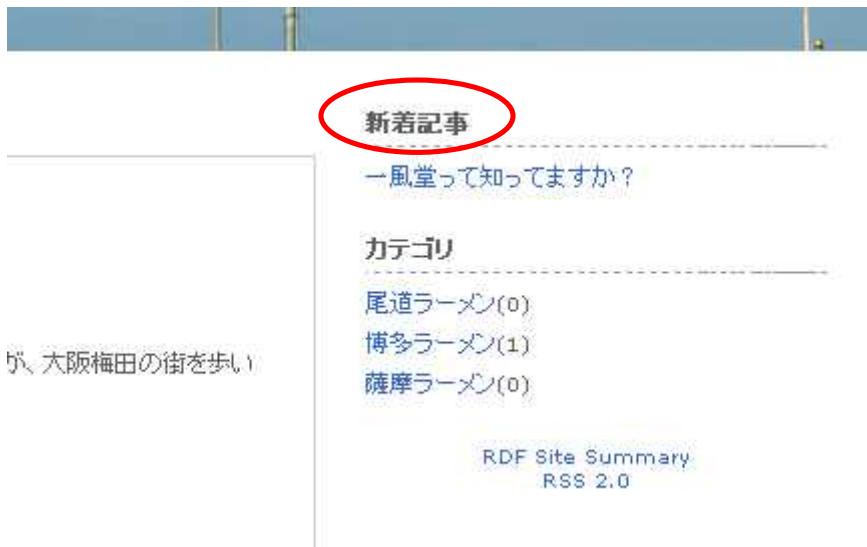 新着記事
一風堂って知ってますか？
カテゴリ
尾道ラーメン(0)
博多ラーメン(1)
薩摩ラーメン(0)
が、大阪梅田の街を歩い
RDF Site Summary
RSS 2.0